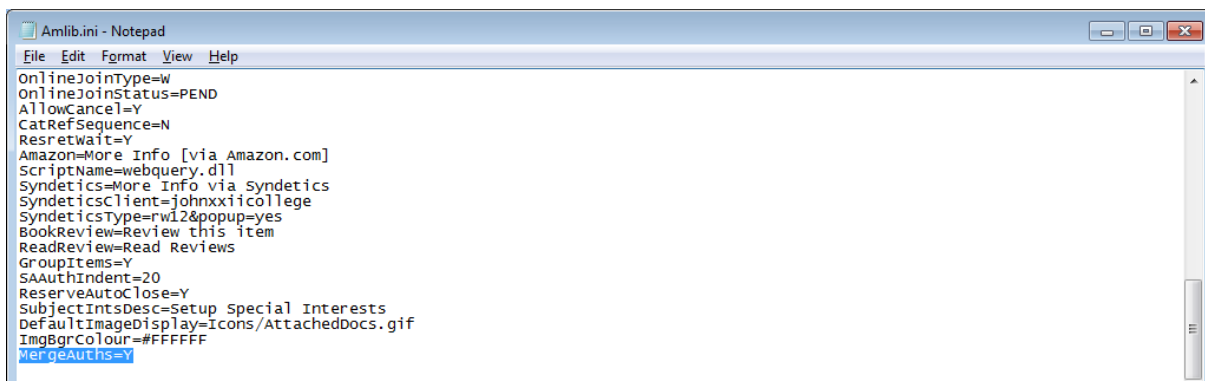 Amlib.ini - Notepad
File Edit Format View Help
OnlineJoinType=W
OnlineJoinStatus=PEND
AllowCancel=Y
CatRefSequence=N
ResretWait=Y
Amazon=More Info [via Amazon.com]
ScriptName=webquery.dll
Syndetics=More Info via Syndetics
SyndeticsClient=johnxxiicollege
SyndeticsType=rw12&popup=yes
BookReview=Review this item
ReadReview=Read Reviews
GroupItems=Y
SAAuthIndent=20
ReserveAutoClose=Y
SubjectIntsDesc=Setup Special Interests
DefaultImageDisplay=Icons/AttachedDocs.gif
ImgBgrColour=#FFFFFF
MergeAuths=Y